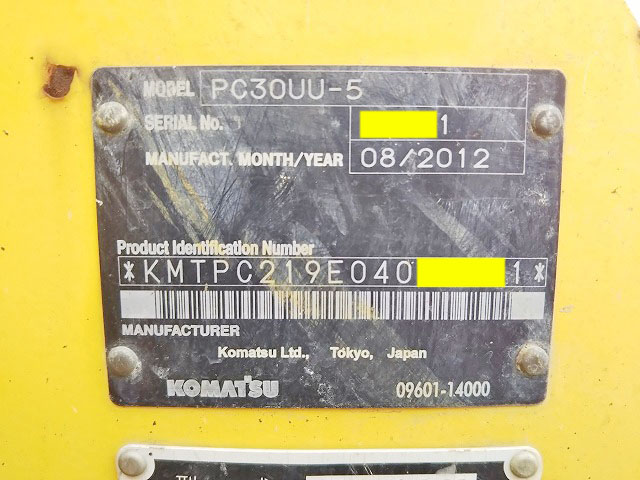 MODEL PC30UU-5
SERIAL No. 1
MANUFACT. MONTH/YEAR 08/2012
Product Identification Number
*KMTPC219E040 1*
MANUFACTURER
Komatsu Ltd., Tokyo, Japan
KOMATSU 09601-14000